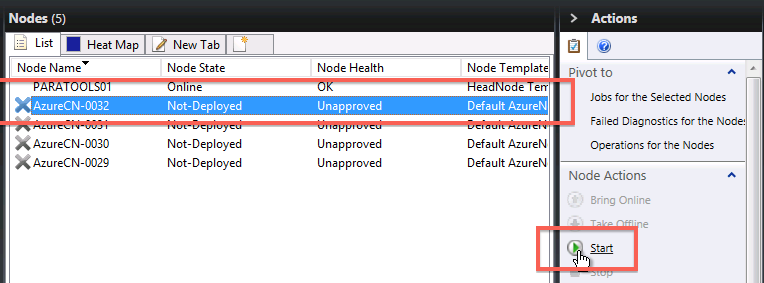 Nodes (5)
List Heat Map New Tab
Node Name Node State Node Health Node Template
PARATOOLS01 Online OK HeadNode Tem
AzureCN-0032 Not-Deployed Unapproved Default AzureN
AzureCN-0031 Not-Deployed Unapproved Default AzureN
AzureCN-0030 Not-Deployed Unapproved Default AzureN
AzureCN-0029 Not-Deployed Unapproved Default AzureN
Actions
Pivot to
Jobs for the Selected Nodes
Failed Diagnostics for the Nodes
Operations for the Nodes
Node Actions
Bring Online
Take Offline
Start
Stop